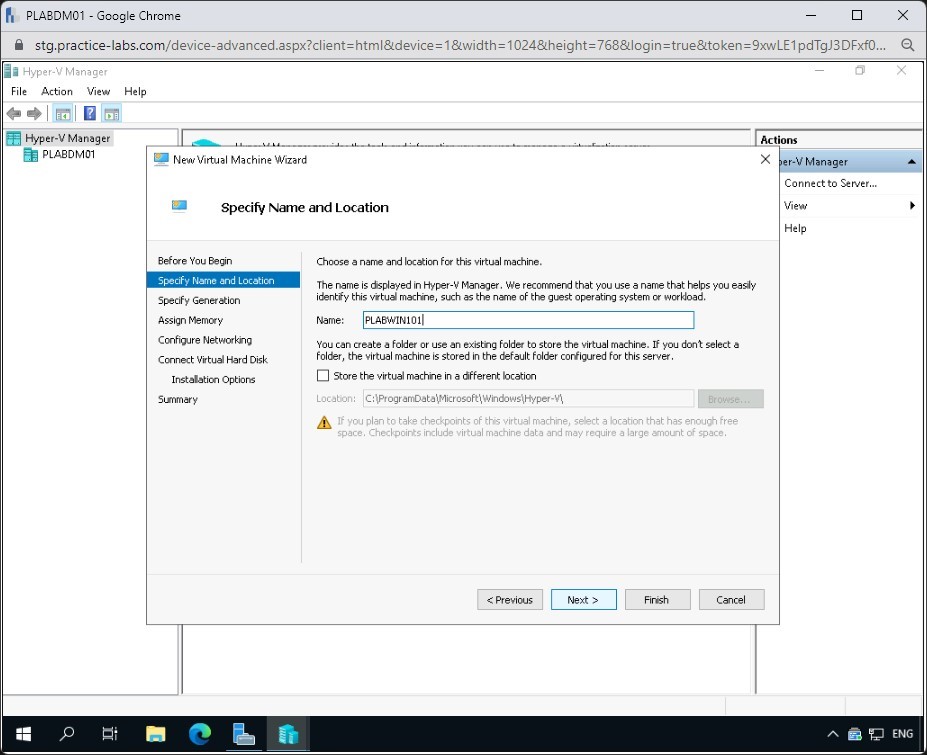 PLABDM01 - Google Chrome
stg.practice-labs.com/device-advanced.aspx?client=html&device=1&width=1024&height=768&login=true&token=9xwLE1pdTgJ3DFxf0...
Hyper-V Manager
File Action View Help
Hyper-V Manager
PLABDM01
Actions
per-V Manager
Connect to Server...
View
Help
New Virtual Machine Wizard
Specify Name and Location
Before You Begin
Specify Name and Location
Specify Generation
Assign Memory
Configure Networking
Connect Virtual Hard Disk
Installation Options
Summary
Choose a name and location for this virtual machine.
The name is displayed in Hyper-V Manager. We recommend that you use a name that helps you easily
identify this virtual machine, such as the name of the guest operating system or workload.
Name: PLABWIN101
You can create a folder or use an existing folder to store the virtual machine. If you don't select a
folder, the virtual machine is stored in the default folder configured for this server.
Store the virtual machine in a different location
Location: C:\ProgramData\Microsoft\Windows\Hyper-V\ Browse...
If you plan to take checkpoints of this virtual machine, select a location that has enough free
space. Checkpoints include virtual machine data and may require a large amount of space.
< Previous Next > Finish Cancel
ENG